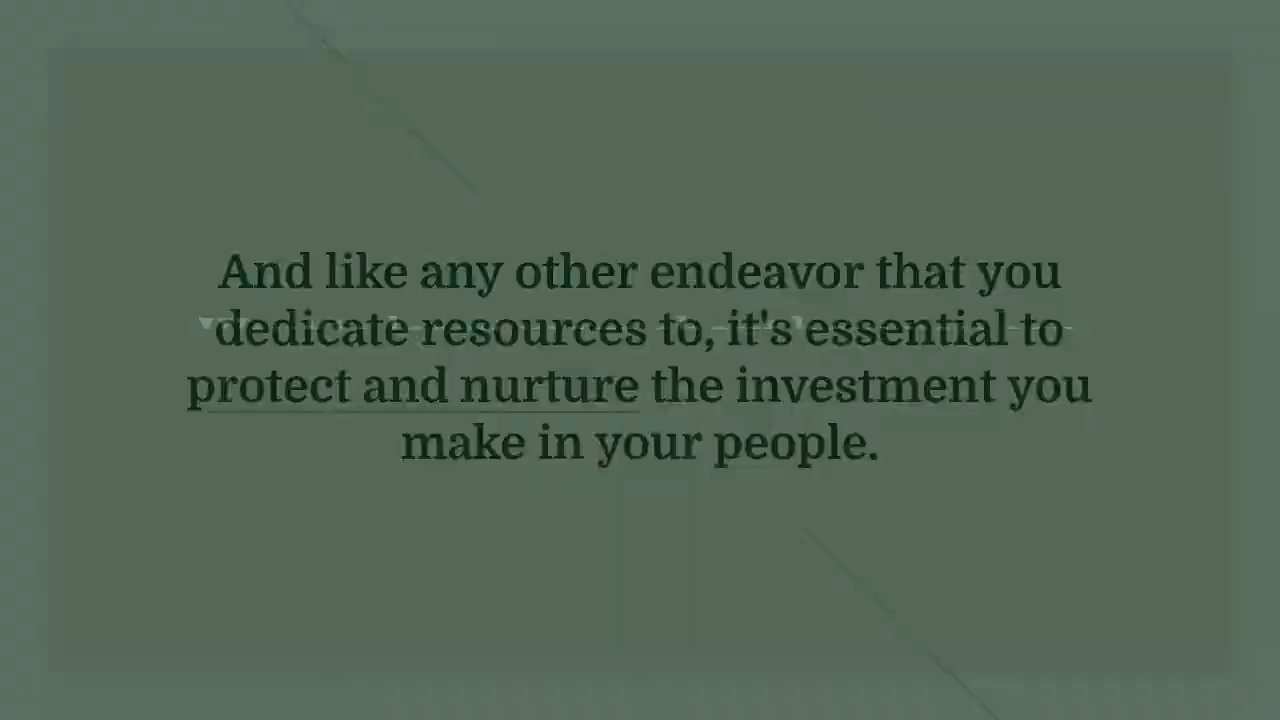 And like any other endeavor that you
dedicate resources to, it's essential to
protect and nurture the investment you
make in your people.